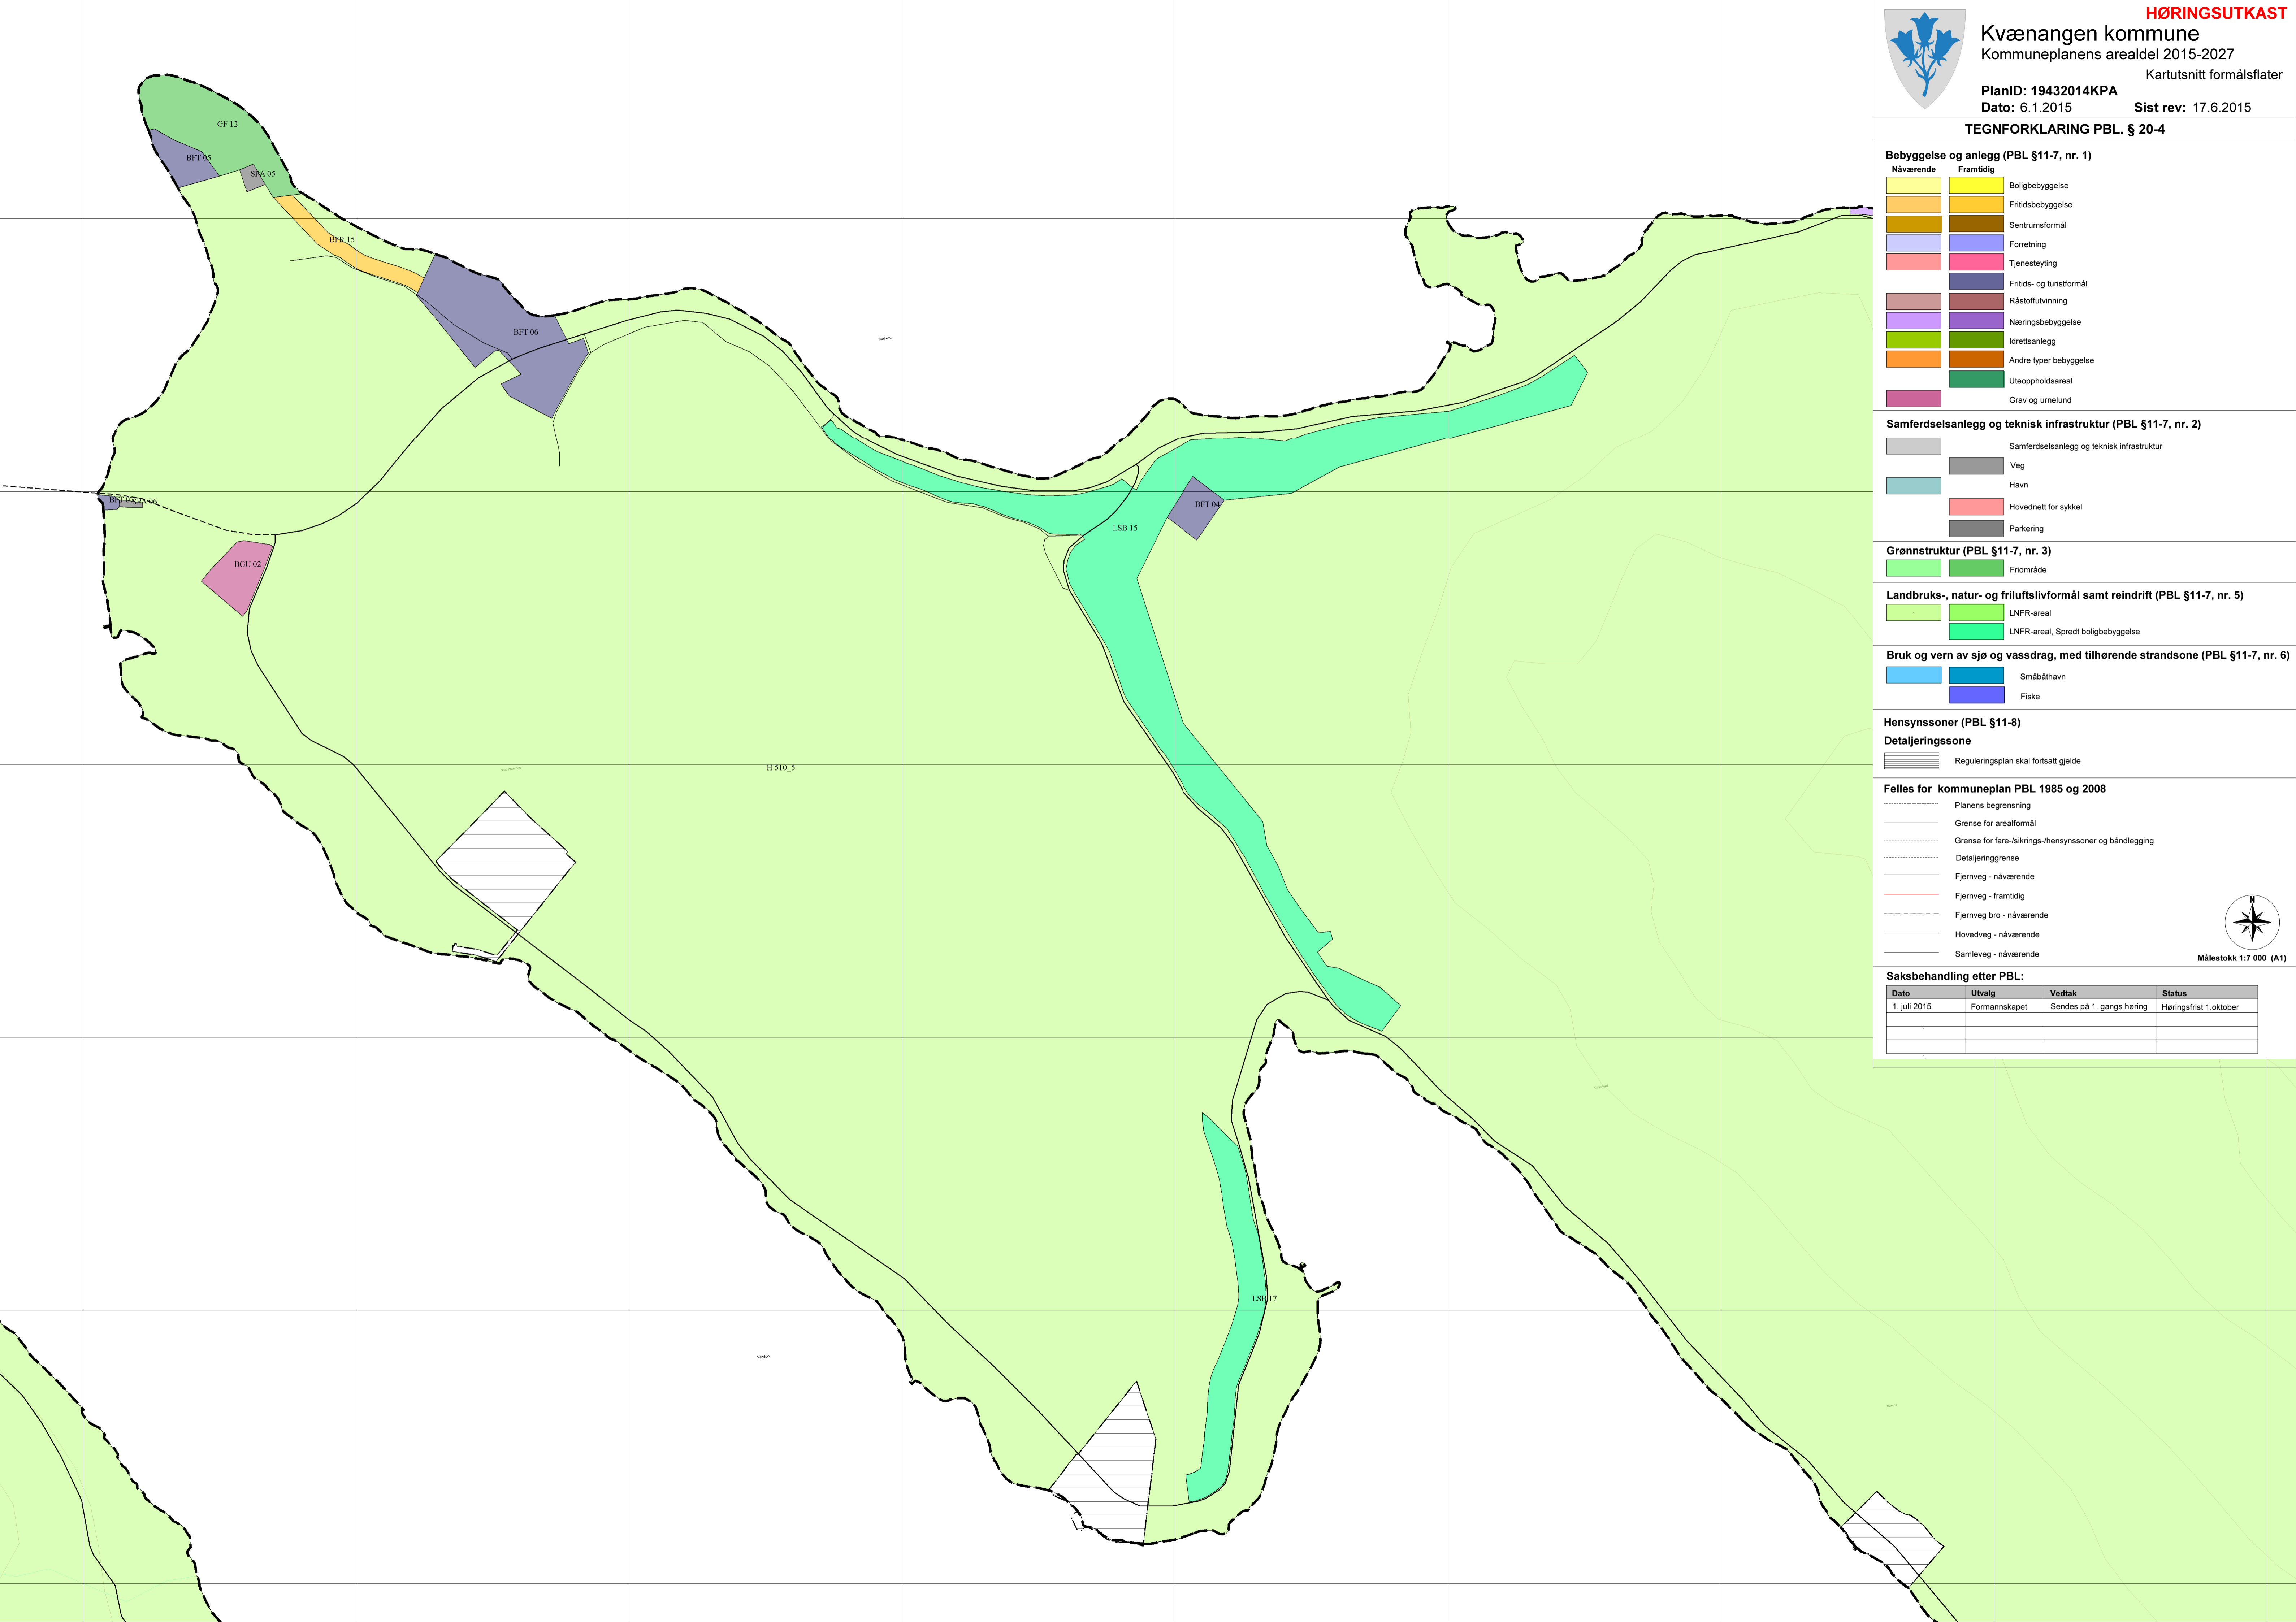 HØRINGSUTKAST
Kvænangen kommune
Kommuneplanens arealdel 2015-2027
Kartutsnitt formålsflater
PlanID: 19432014KPA
Dato: 6.1.2015 Sist rev: 17.6.2015
TEGNFORKLARING PBL. § 20-4
Bebyggelse og anlegg (PBL §11-7, nr. 1)
Nåværende Framtidig
Boligbebyggelse
Fritidsbebyggelse
Sentrumsformål
Forretning
Tjenesteyting
Fritids- og turistformål
Råstoffutvinning
Næringsbebyggelse
Idrettsanlegg
Andre typer bebyggelse
Uteoppholdsareal
Grav og urnelund
Samferdselsanlegg og teknisk infrastruktur (PBL §11-7, nr. 2)
Samferdselsanlegg og teknisk infrastruktur
Veg
Havn
Hovednett for sykkel
Parkering
Grønnstruktur (PBL §11-7, nr. 3)
Friområde
Landbruks-, natur- og friluftslivformål samt reindrift (PBL §11-7, nr. 5)
LNFR-areal
LNFR-areal, Spredt boligbebyggelse
Bruk og vern av sjø og vassdrag, med tilhørende strandsone (PBL §11-7, nr. 6)
Småbåthavn
Fiske
Hensynssoner (PBL §11-8)
Detaljeringssone
Reguleringsplan skal fortsatt gjelde
Felles for kommuneplan PBL 1985 og 2008
Planens begrensning
Grense for arealformål
Grense for fare-/sikrings-/hensynssoner og båndlegging
Detaljeringgrense
Fjernveg - nåværende
Fjernveg - framtidig
Fjernveg bro - nåværende
Hovedveg - nåværende
Samleveg - nåværende
N
Målestokk 1:7 000 (A1)
Saksbehandling etter PBL:
Dato Utvalg Vedtak Status
1. juli 2015 Formannskapet Sendes på 1. gangs høring Høringsfrist 1.oktober
GF 12
BFT 05
SPA 05
BFR 15
BFT 06
BGU 02
BFT 04
LSB 15
H 510_5
LSB 17